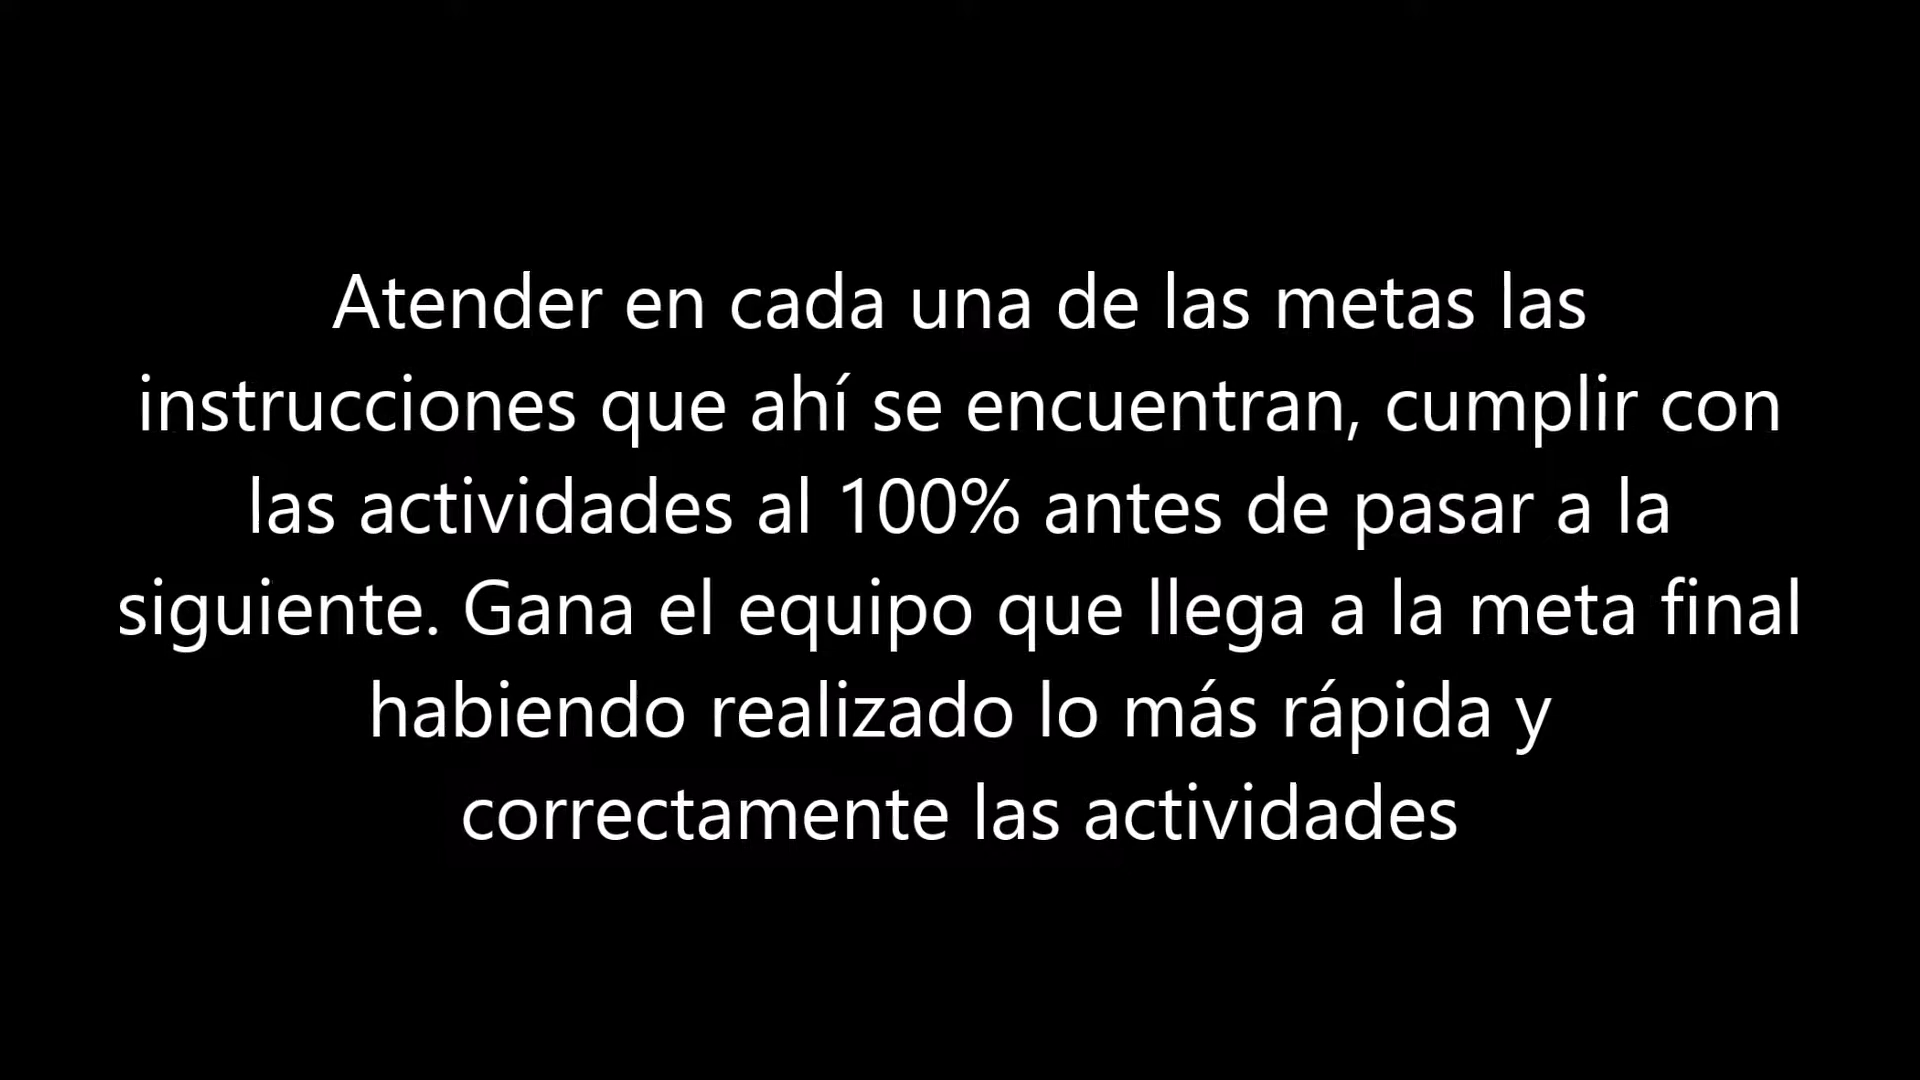 Atender en cada una de las metas las
instrucciones que ahí se encuentran, cumplir con
las actividades al 100% antes de pasar a la
siguiente. Gana el equipo que llega a la meta final
habiendo realizado lo más rápida y
correctamente las actividades